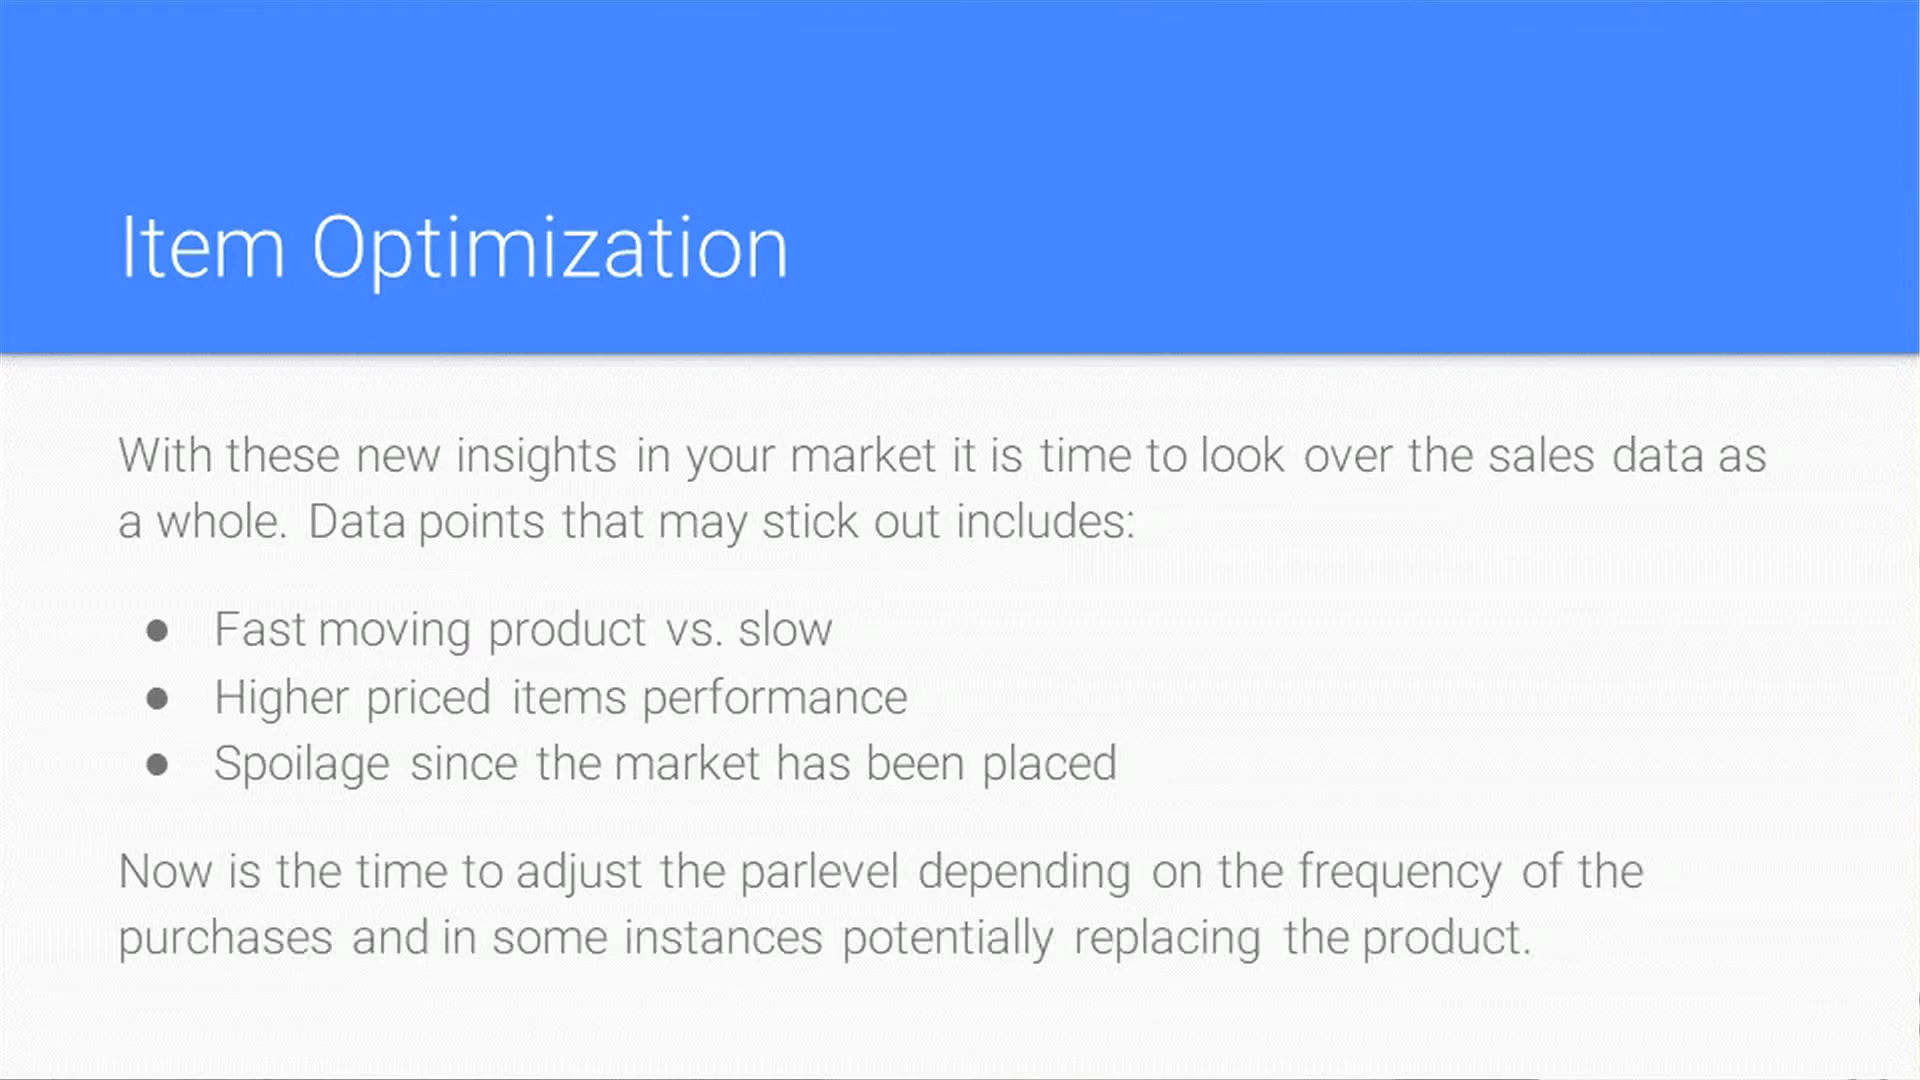 Item Optimization
With these new insights in your market it is time to look over the sales data as
a whole. Data points that may stick out includes:
● Fast moving product vs. slow
● Higher priced items performance
● Spoilage since the market has been placed
Now is the time to adjust the parlevel depending on the frequency of the
purchases and in some instances potentially replacing the product.